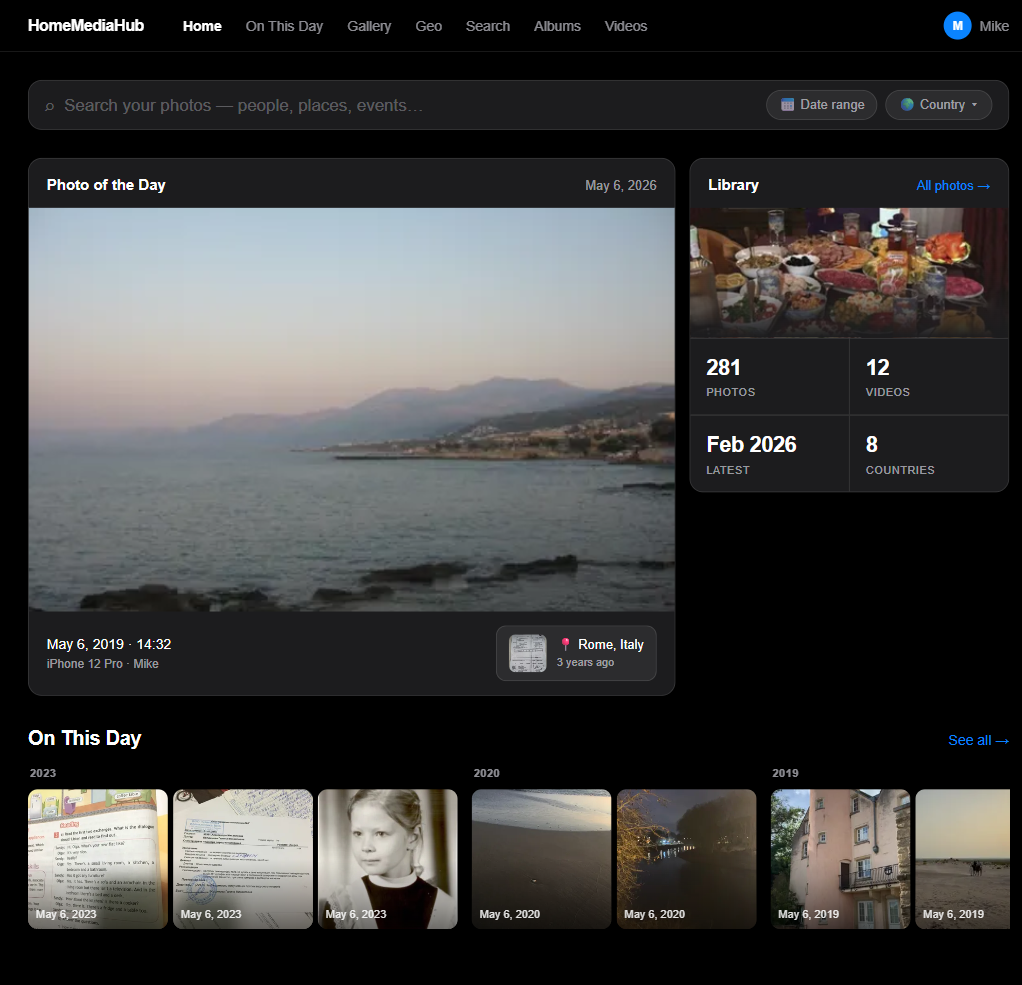 HomeMediaHub Home On This Day Gallery Geo Search Albums Videos M Mike
Search your photos — people, places, events… Date range Country
Photo of the Day May 6, 2026
Library All photos →
281 12
PHOTOS VIDEOS
Feb 2026 8
LATEST COUNTRIES
May 6, 2019 · 14:32
iPhone 12 Pro · Mike
Rome, Italy
3 years ago
On This Day See all →
2023 2020 2019
May 6, 2023 May 6, 2023 May 6, 2023 May 6, 2020 May 6, 2020 May 6, 2019 May 6, 2019